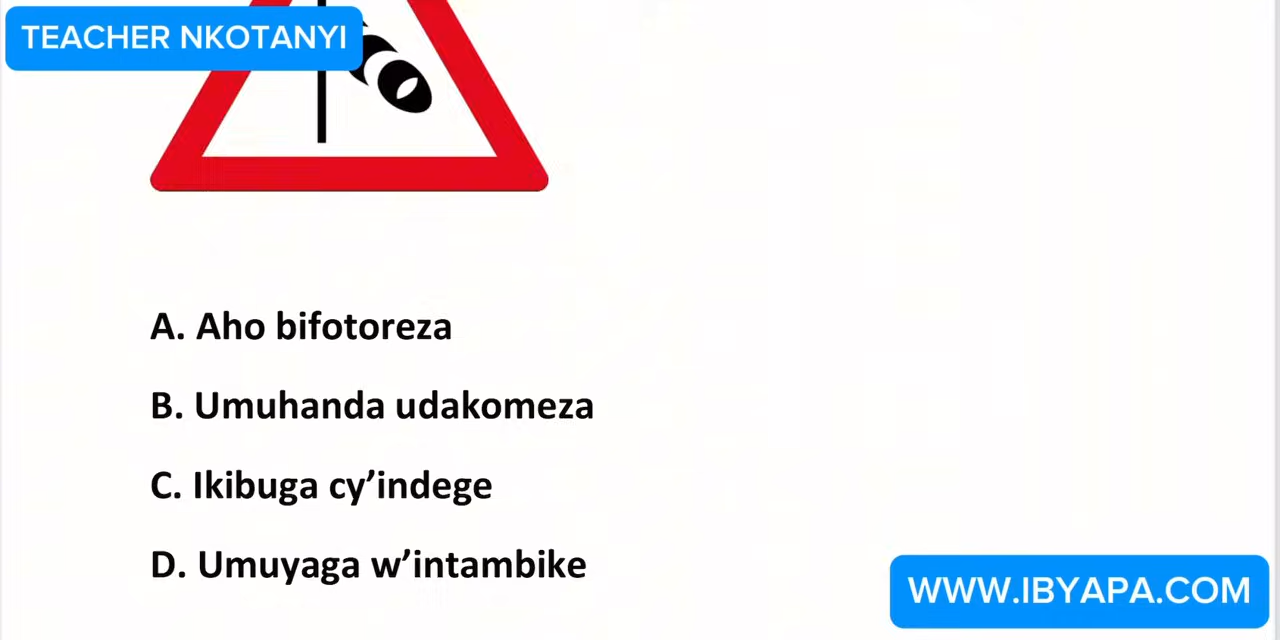 TEACHER NKOTANYI
A. Aho bifotoreza
B. Umuhanda udakomeza
C. Ikibuga cy’indege
D. Umuyaga w’intambike
WWW.IBYAPA.COM